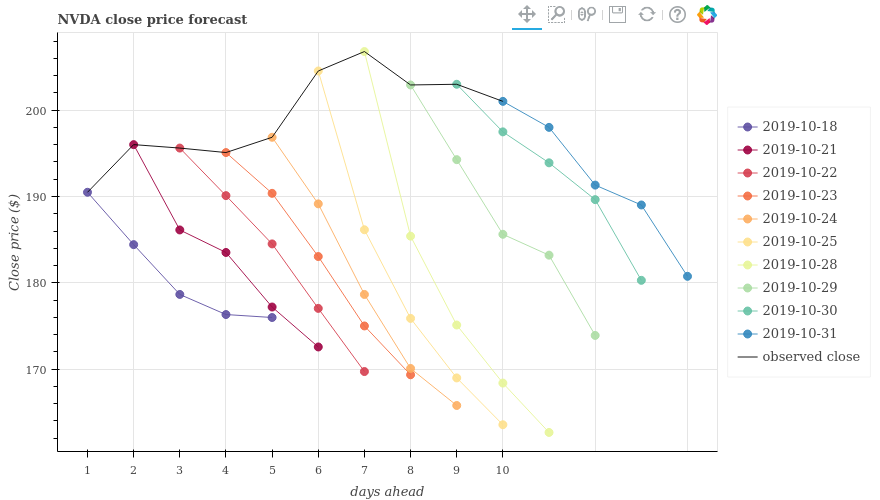 NVDA close price forecast
Close price ($)
200
190
180
170
1 2 3 4 5 6 7 8 9 10
days ahead
2019-10-18
2019-10-21
2019-10-22
2019-10-23
2019-10-24
2019-10-25
2019-10-28
2019-10-29
2019-10-30
2019-10-31
observed close